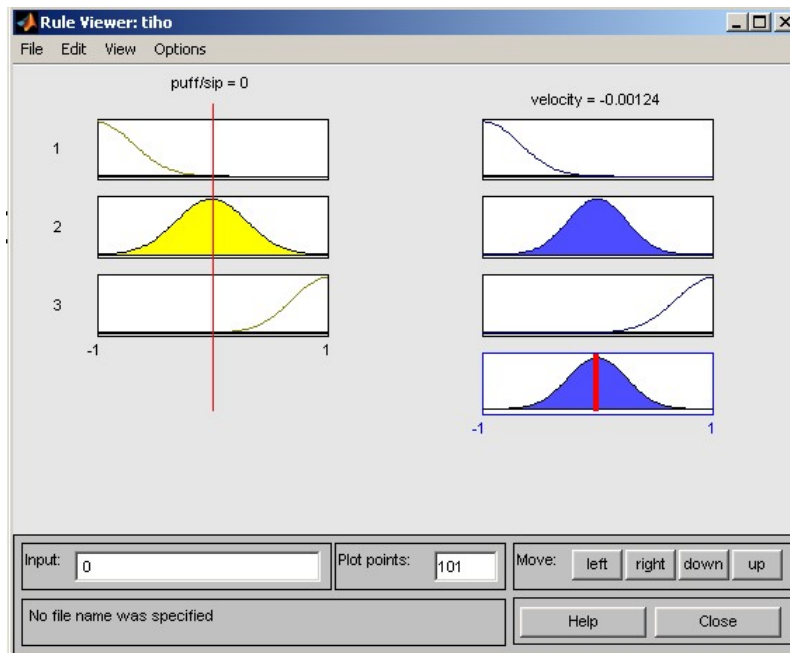 Rule Viewer: tiho
File Edit View Options
puff/sip = 0
velocity = -0.00124
1
2
3
-1 1
-1 1
Input: 0
Plot points: 101
Move: left right down up
No file name was specified
Help Close